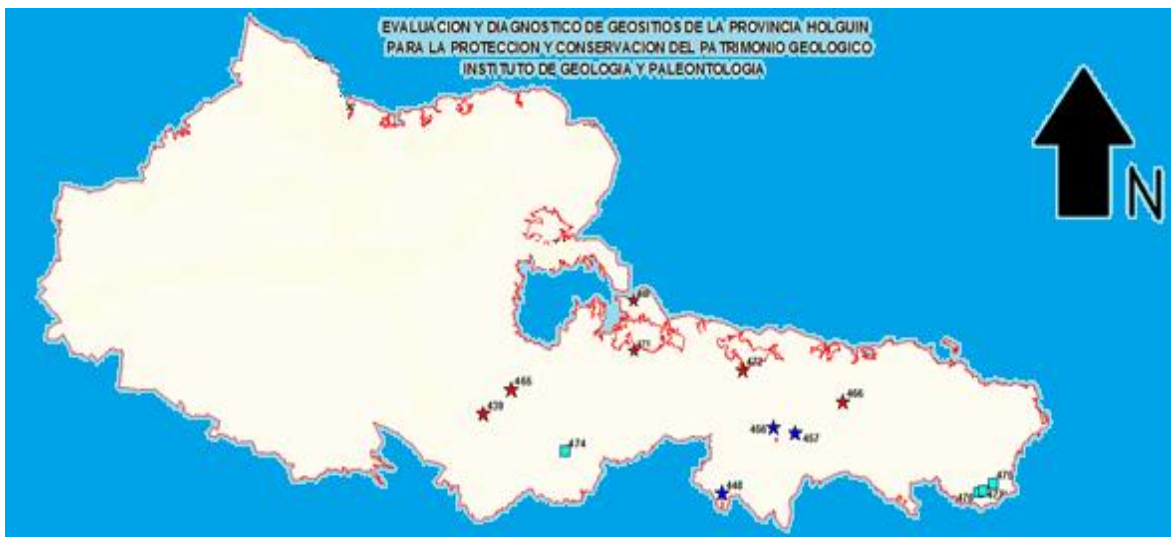 EVALUACION Y DIAGNOSTICO DE GEOSITIOS DE LA PROVINCIA HOLGUIN
PARA LA PROTECCION Y CONSERVACION DEL PATRIMONIO GEOLOGICO
INSTITUTO DE GEOLOGIA Y PALEONTOLOGIA
N
471
472
465
466
439
457
474
448